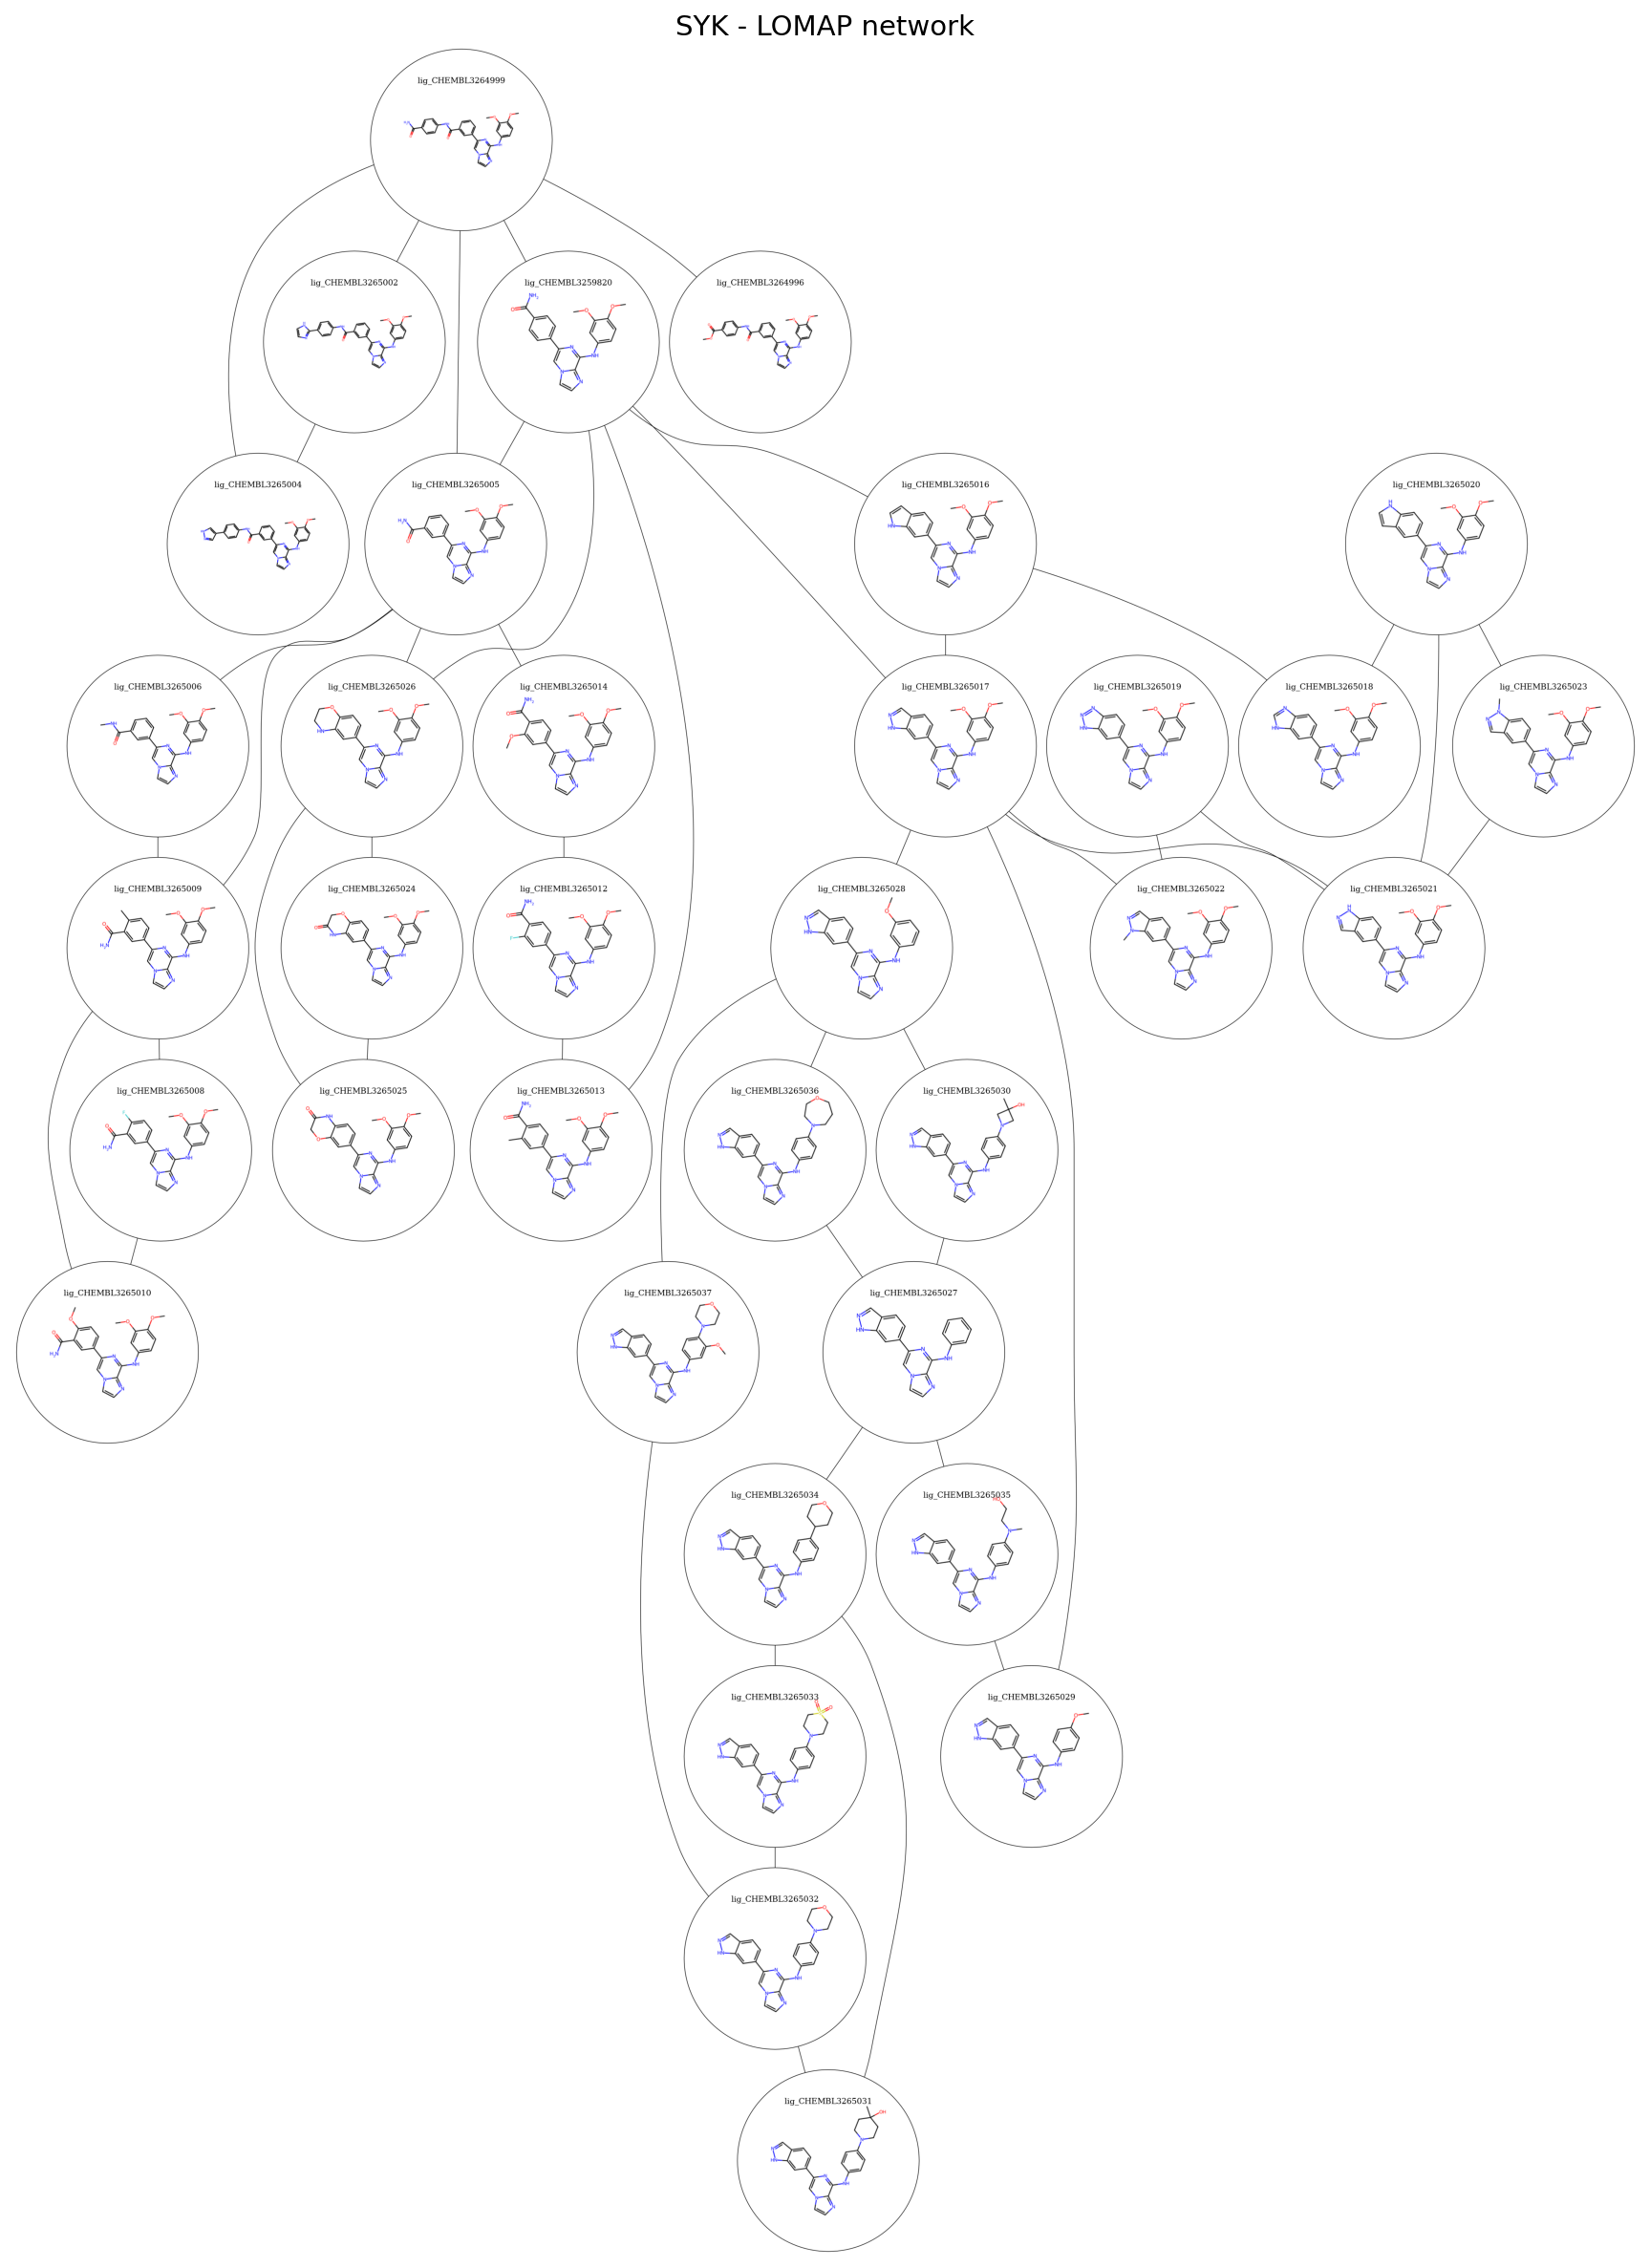 SYK - LOMAP network
lig_CHEMBL3264999
lig_CHEMBL3265002
lig_CHEMBL3259820
lig_CHEMBL3264996
lig_CHEMBL3265004
lig_CHEMBL3265005
lig_CHEMBL3265016
lig_CHEMBL3265020
lig_CHEMBL3265006
lig_CHEMBL3265026
lig_CHEMBL3265014
lig_CHEMBL3265017
lig_CHEMBL3265019
lig_CHEMBL3265018
lig_CHEMBL3265023
lig_CHEMBL3265009
lig_CHEMBL3265024
lig_CHEMBL3265012
lig_CHEMBL3265028
lig_CHEMBL3265022
lig_CHEMBL3265021
lig_CHEMBL3265008
lig_CHEMBL3265025
lig_CHEMBL3265013
lig_CHEMBL3265036
lig_CHEMBL3265030
lig_CHEMBL3265010
lig_CHEMBL3265037
lig_CHEMBL3265027
lig_CHEMBL3265034
lig_CHEMBL3265035
lig_CHEMBL3265033
lig_CHEMBL3265029
lig_CHEMBL3265032
lig_CHEMBL3265031